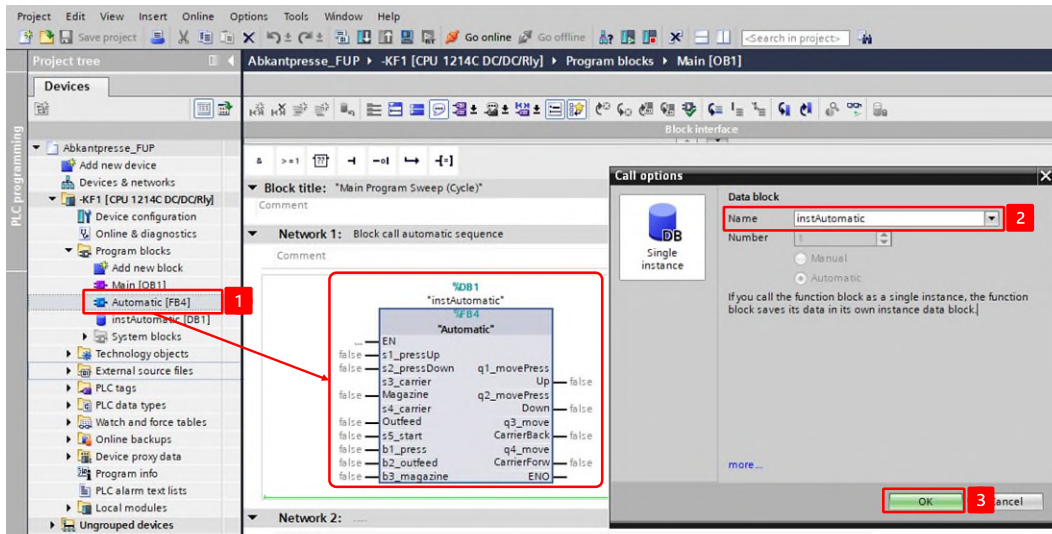 Project Edit View Insert Online Options Tools Window Help
Save project Go online Go offline <Search in project>
Project tree
Abkantpresse_FUP ▸ -KF1 [CPU 1214C DC/DC/Rly] ▸ Program blocks ▸ Main [OB1]
Devices
Block interface
PLC programming
Abkantpresse_FUP
Add new device
Devices & networks
-KF1 [CPU 1214C DC/DC/Rly]
Device configuration
Online & diagnostics
Program blocks
Add new block
Main [OB1]
Automatic [FB4]
1
instAutomatic [DB1]
System blocks
Technology objects
External source files
PLC tags
PLC data types
Watch and force tables
Online backups
Device proxy data
Program info
PLC alarm text lists
Local modules
Ungrouped devices
& >=1 ??
Block title: "Main Program Sweep (Cycle)"
Comment
Network 1: Block call automatic sequence
Comment
%DB1
"instAutomatic"
%FB4
"Automatic"
... EN
false s1_pressUp
false s2_pressDown q1_movePress
s3_carrier Up false
false Magazine q2_movePress
s4_carrier Down false
false Outfeed q3_move
false s5_start CarrierBack false
false b1_press q4_move
false b2_outfeed CarrierForw false
false b3_magazine ENO
Network 2: .....
Call options
Data block
Name instAutomatic 2
DB
Single
instance
Number 1
Manual
Automatic
If you call the function block as a single instance, the function
block saves its data in its own instance data block.
more...
OK 3 ancel